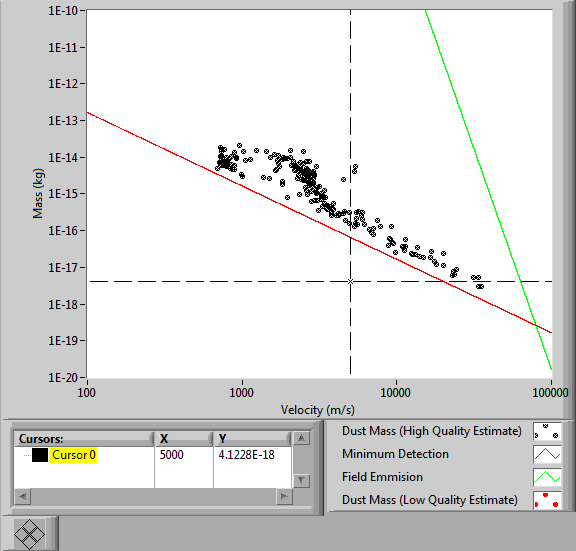 1E-10
1E-11
1E-12
1E-13
1E-14
1E-15
1E-16
1E-17
1E-18
1E-19
1E-20
Mass (kg)
100 1000 10000 100000
Velocity (m/s)
Cursors: X Y
Cursor 0 5000 4.1228E-18
Dust Mass (High Quality Estimate)
Minimum Detection
Field Emmision
Dust Mass (Low Quality Estimate)